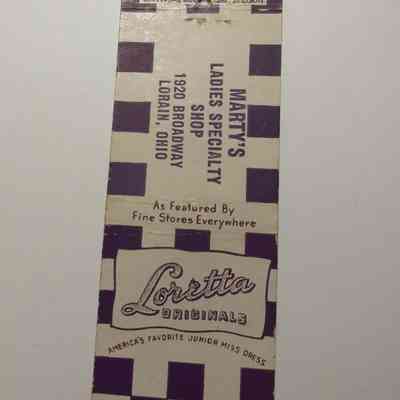 MARTY'S
LADIES SPECIALTY
SHOP
1920 BROADWAY
LORAIN, OHIO
As Featured By
Fine Stores Everywhere
Loretta
ORIGINALS
AMERICA'S FAVORITE JUNIOR MISS DRESS